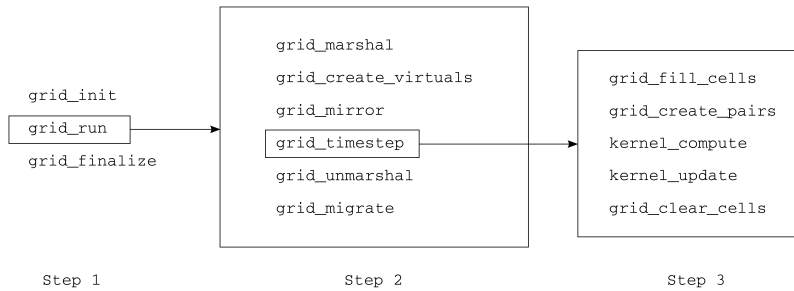 grid_init
grid_run
grid_finalize
Step 1
grid_marshal
grid_create_virtuals
grid_mirror
grid_timestep
grid_unmarshal
grid_migrate
Step 2
grid_fill_cells
grid_create_pairs
kernel_compute
kernel_update
grid_clear_cells
Step 3